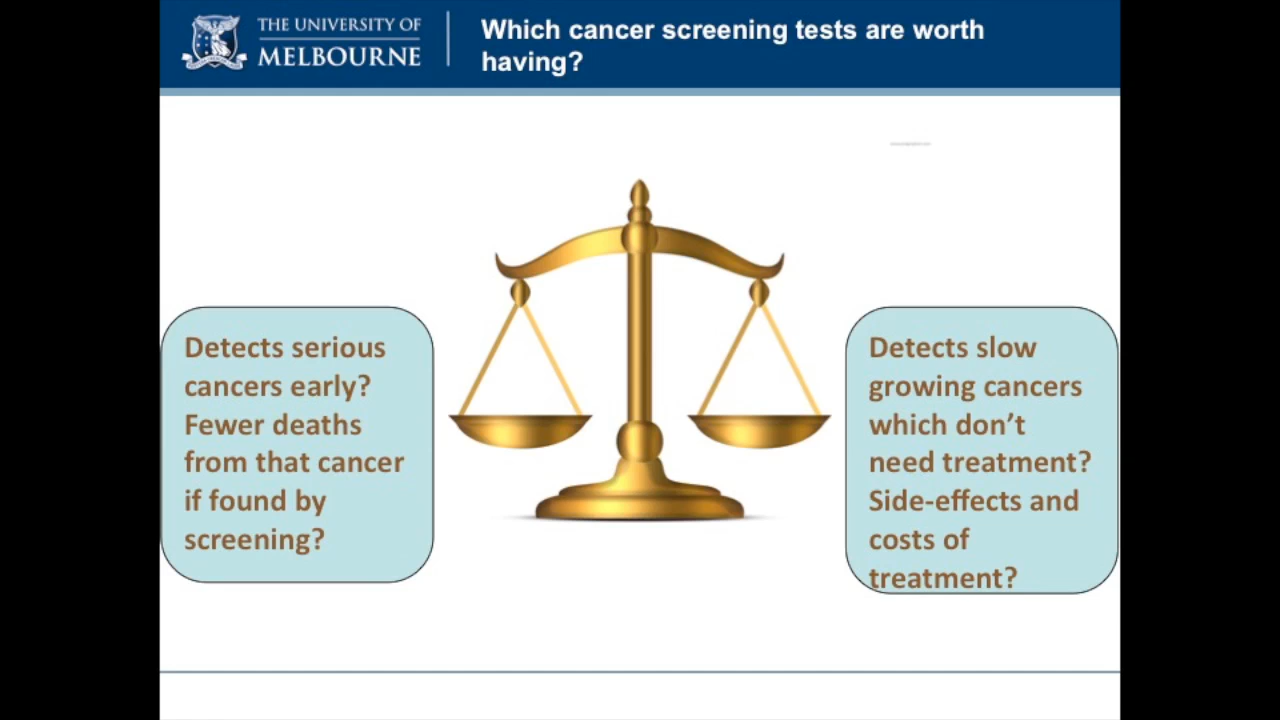 THE UNIVERSITY OF
MELBOURNE
Which cancer screening tests are worth
having?
Detects serious
cancers early?
Fewer deaths
from that cancer
if found by
screening?
Detects slow
growing cancers
which don’t
need treatment?
Side-effects and
costs of
treatment?